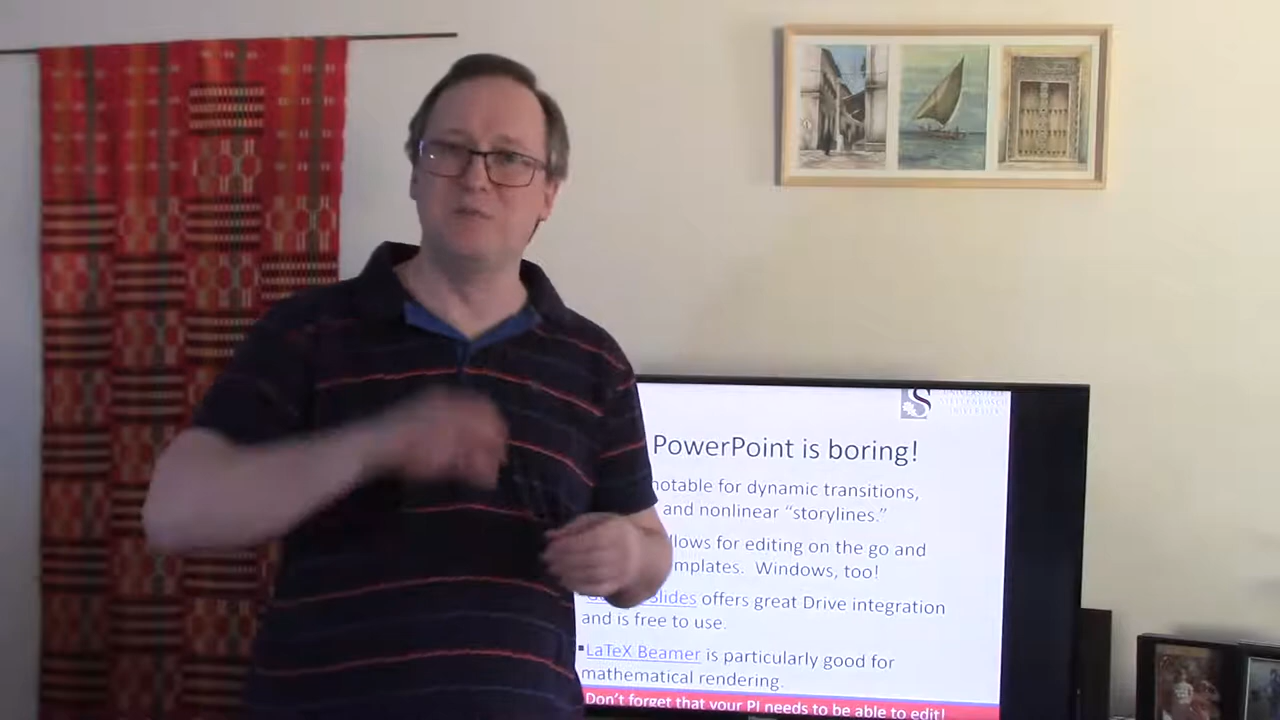 S
PowerPoint is boring!
notable for dynamic transitions,
and nonlinear “storylines.”
llows for editing on the go and
mplates. Windows, too!
Slides offers great Drive integration
and is free to use.
LaTeX Beamer is particularly good for
mathematical rendering.
Don't forget that your PI needs to be able to edit!